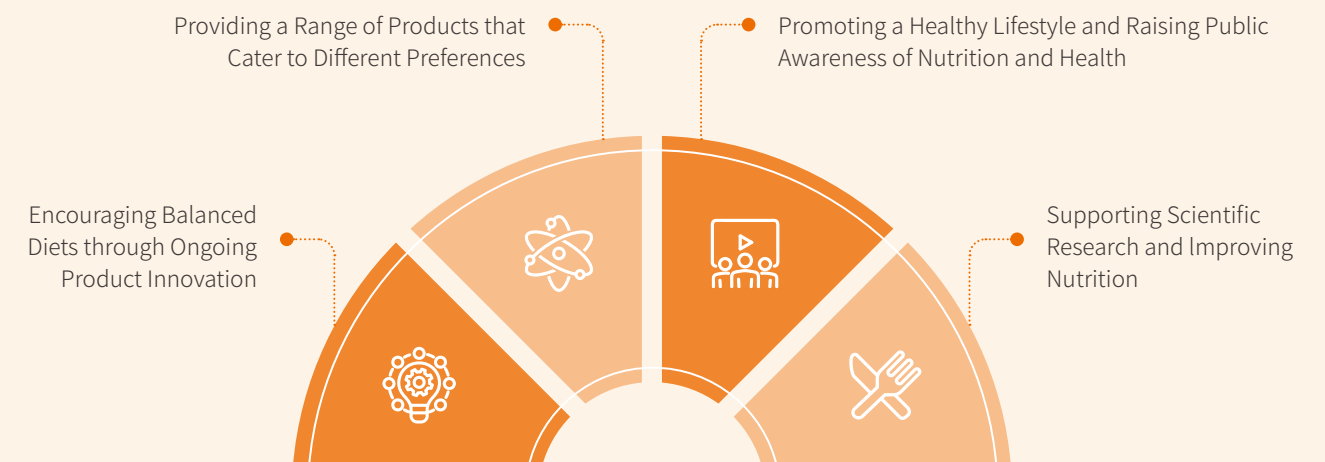 Providing a Range of Products that
Cater to Different Preferences
Promoting a Healthy Lifestyle and Raising Public
Awareness of Nutrition and Health
Encouraging Balanced
Diets through Ongoing
Product Innovation
Supporting Scientific
Research and Improving
Nutrition